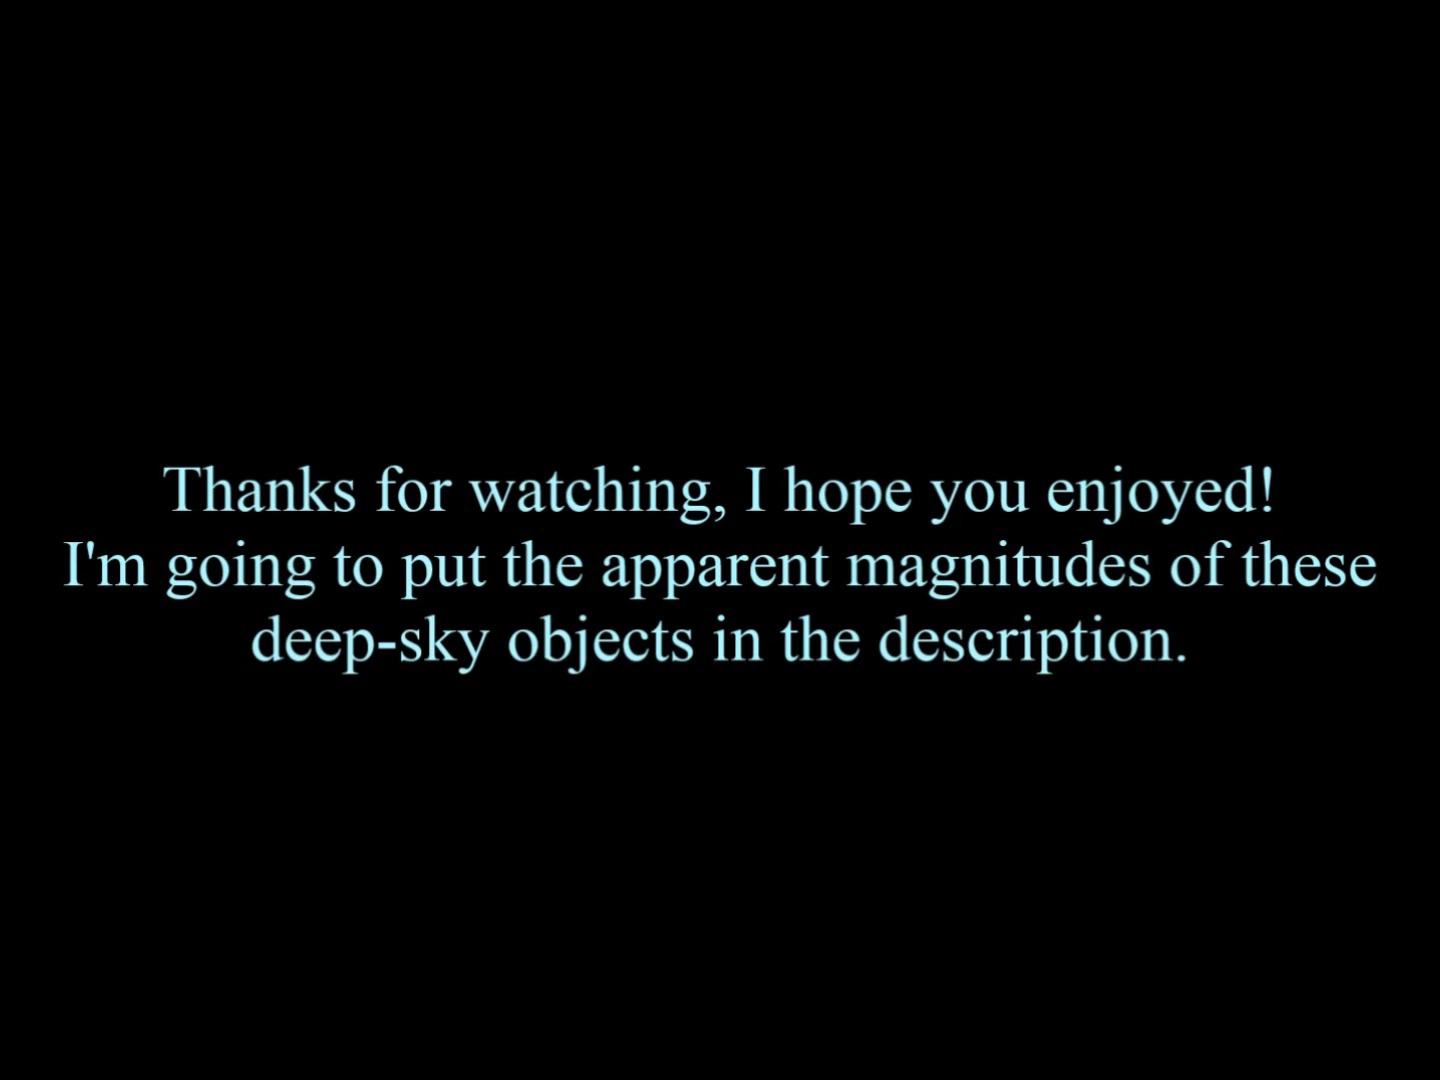 Thanks for watching, I hope you enjoyed!
I'm going to put the apparent magnitudes of these
deep-sky objects in the description.